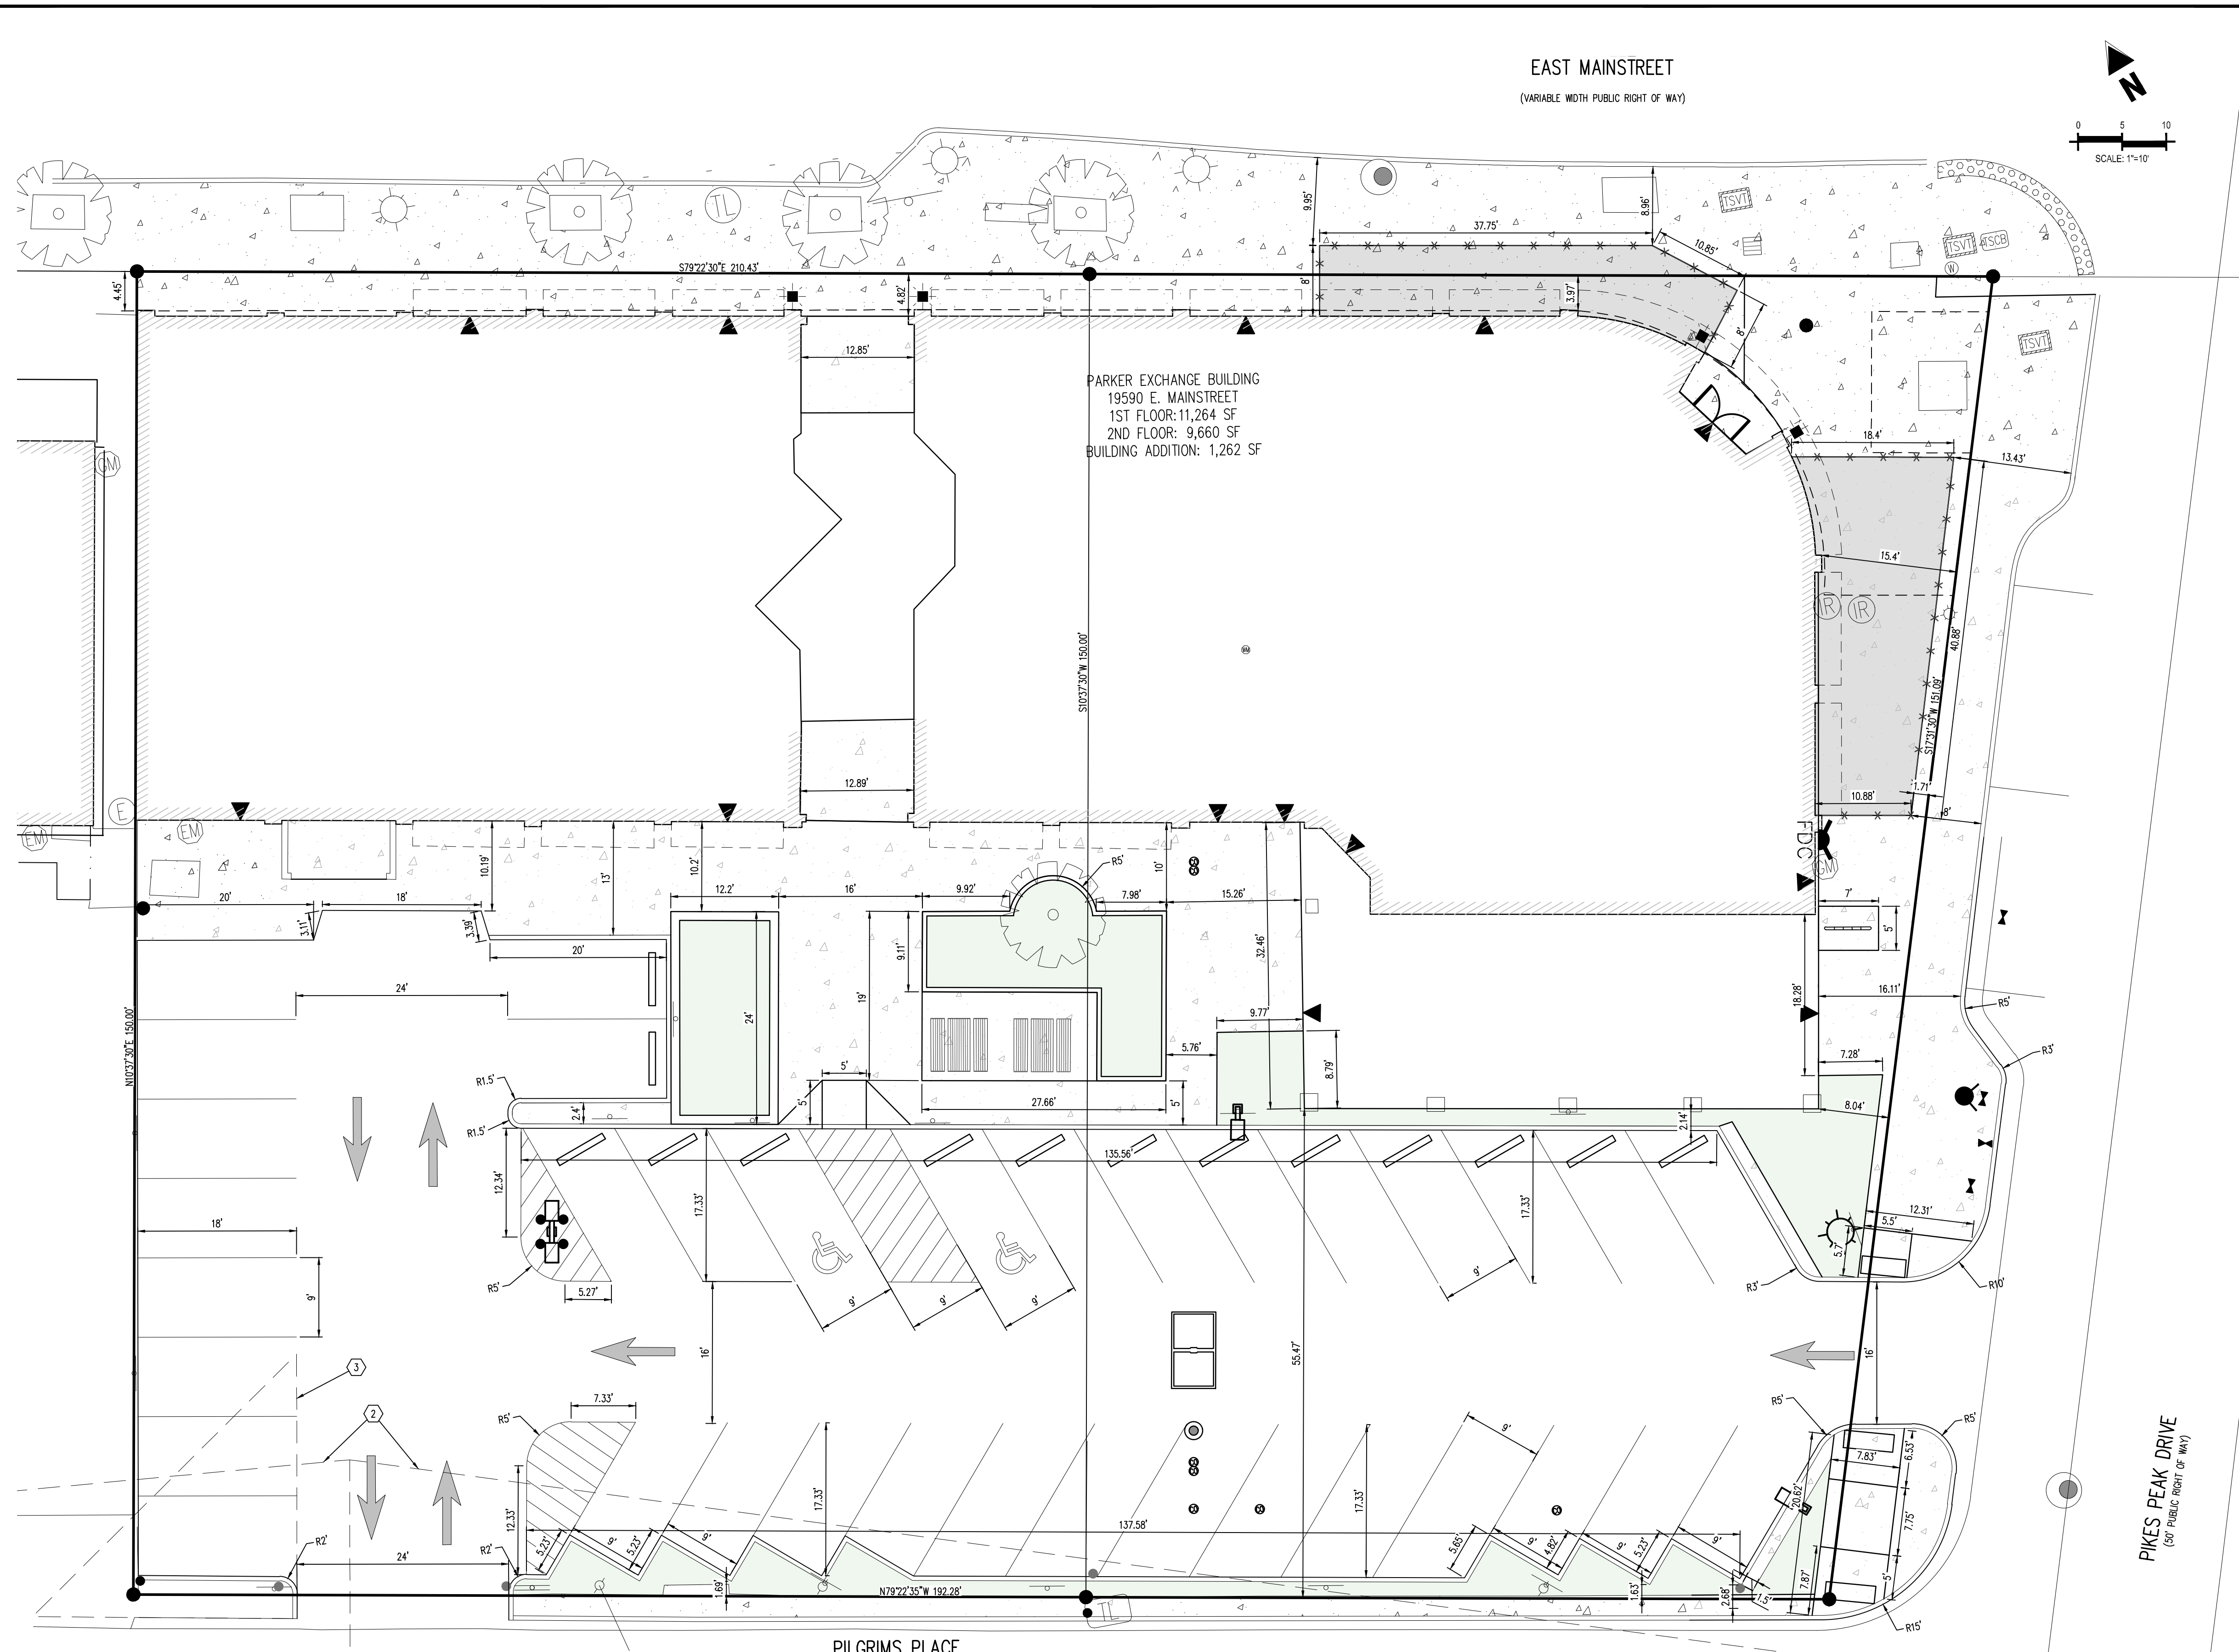 EAST MAINSTREET
(VARIABLE WIDTH PUBLIC RIGHT OF WAY)
N
0 5 10
SCALE: 1"=10'
TL
TSVT
TSVT
TSCB
W
TSVT
9.95'
8.96'
37.75'
10.85'
S79°22'30"E 210.43'
4.45'
4.82'
8'
3.97'
8'
12.85'
PARKER EXCHANGE BUILDING
19590 E. MAINSTREET
1ST FLOOR: 11,264 SF
2ND FLOOR: 9,660 SF
BUILDING ADDITION: 1,262 SF
GM
18.4'
13.43'
15.4'
IR
IR
40.88'
S10°37'30"W 150.00'
S17°31'30"W 151.09'
12.89'
1.71'
10.88'
8'
E
EM
EM
FDC
GM
10.19'
13'
10.2'
10'
R5'
20'
18'
12.2'
16'
9.92'
7.98'
15.26'
7'
5'
3.11'
3.39'
20'
9.11'
32.46'
24'
24'
19'
18.28'
16.11'
R5'
9.77'
5.76'
8.79'
7.28'
R3'
N10°37'30"E 150.00'
R1.5'
5'
5'
27.66'
5'
2.4'
R1.5'
2.14'
8.04'
135.56'
12.34'
17.33'
17.33'
18'
12.31'
5.5'
5.7'
R5'
5.27'
9'
9'
9'
9'
9'
R3'
R10'
16'
55.47'
16'
3
2
7.33'
R5'
9'
R5'
R5'
7.83'
6.53'
20.62'
7.75'
12.33'
17.33'
17.33'
137.58'
R2'
24'
R2'
5.23'
9'
5.23'
9'
5.65'
9'
4.82'
9'
5.23'
9'
1.69'
N79°22'35"W 192.28'
1.63'
2.68'
1.5'
7.87'
5'
TL
R15'
PIKES PEAK DRIVE
(50' PUBLIC RIGHT OF WAY)
PILGRIMS PLACE